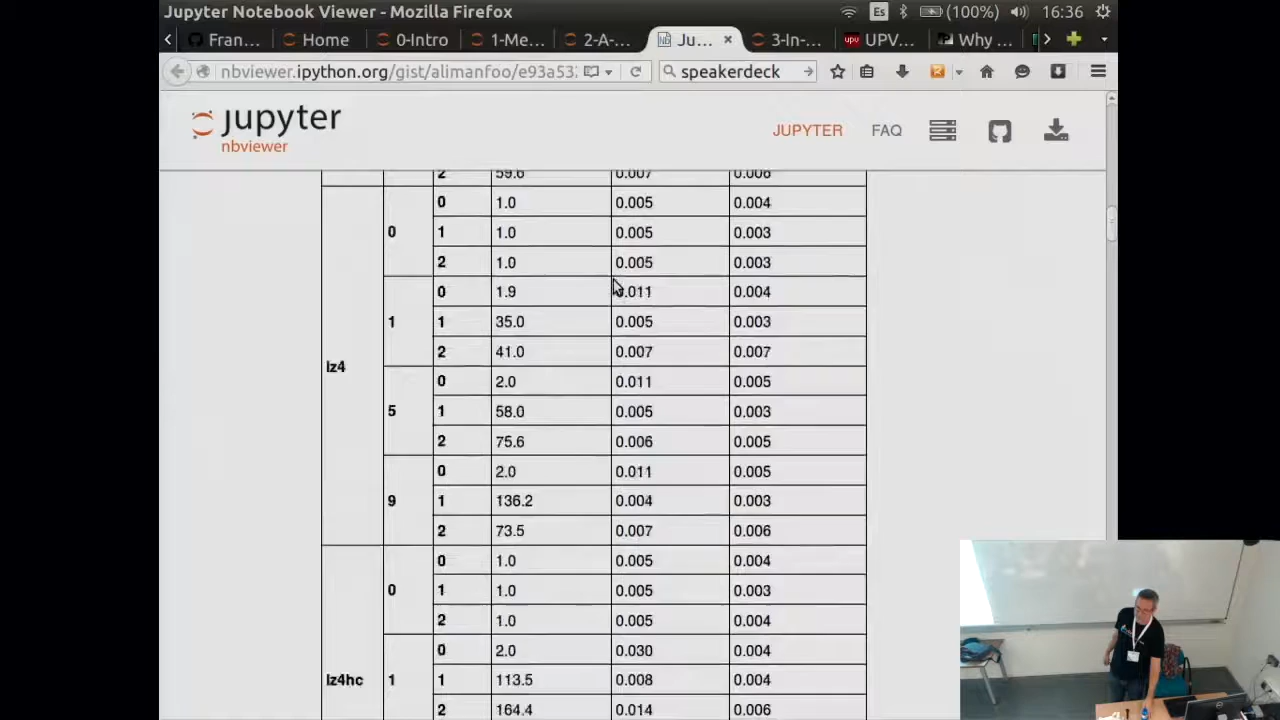 Jupyter Notebook Viewer - Mozilla Firefox Es (100%) 16:36
Fran... Home 0-Intro 1-Me... 2-A-... Ju... × 3-In-... UPV... Why ...
nbviewer.ipython.org/gist/alimanfoo/e93a53 speakerdeck
jupyter
nbviewer
JUPYTER FAQ
2 59.6 0.007 0.006
0 1.0 0.005 0.004
0 1 1.0 0.005 0.003
2 1.0 0.005 0.003
0 1.9 0.011 0.004
1 1 35.0 0.005 0.003
2 41.0 0.007 0.007
lz4
0 2.0 0.011 0.005
5 1 58.0 0.005 0.003
2 75.6 0.006 0.005
0 2.0 0.011 0.005
9 1 136.2 0.004 0.003
2 73.5 0.007 0.006
0 1.0 0.005 0.004
0 1 1.0 0.005 0.003
2 1.0 0.005 0.004
0 2.0 0.030 0.004
lz4hc 1 1 113.5 0.008 0.004
2 164.4 0.014 0.006